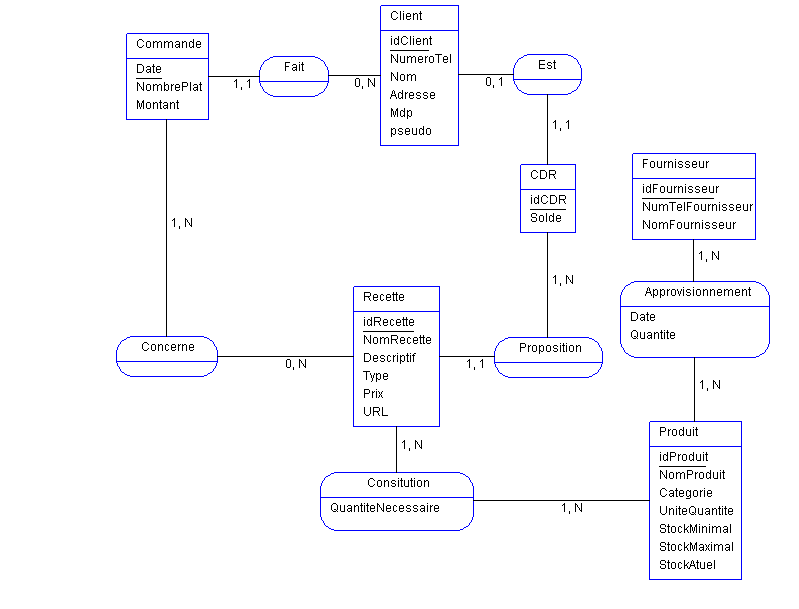 Client
idClient
NumeroTel
Nom
Adresse
Mdp
pseudo
Commande
Date
NombrePlat
Montant
1, 1
Fait
0, N
0, 1
Est
1, 1
CDR
idCDR
Solde
Fournisseur
idFournisseur
NumTelFournisseur
NomFournisseur
1, N
1, N
1, N
Approvisionnement
Date
Quantite
Recette
idRecette
NomRecette
Descriptif
Type
Prix
URL
Concerne
0, N
1, 1
Proposition
1, N
1, N
Produit
idProduit
NomProduit
Categorie
UniteQuantite
StockMinimal
StockMaximal
StockAtuel
Consitution
QuantiteNecessaire
1, N